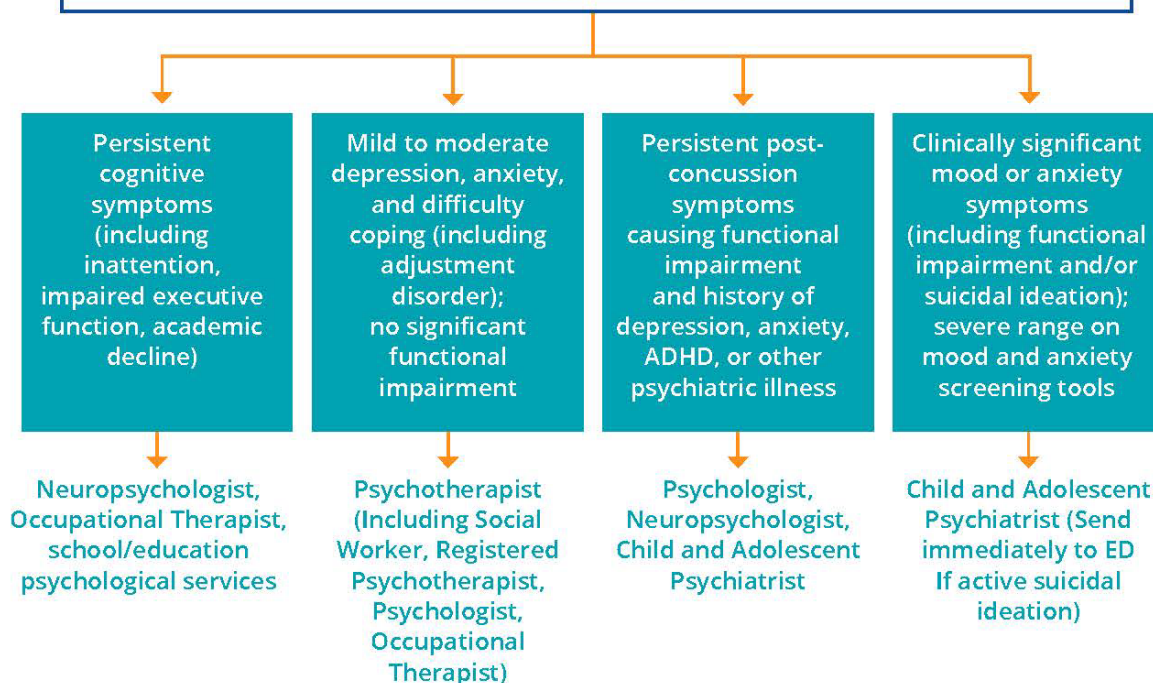 Persistent
cognitive
symptoms
(including
inattention,
impaired executive
function, academic
decline)
Mild to moderate
depression, anxiety,
and difficulty
coping (including
adjustment
disorder);
no significant
functional
impairment
Persistent post-
concussion
symptoms
causing functional
impairment
and history of
depression, anxiety,
ADHD, or other
psychiatric illness
Clinically significant
mood or anxiety
symptoms
(including functional
impairment and/or
suicidal ideation);
severe range on
mood and anxiety
screening tools
Neuropsychologist,
Occupational Therapist,
school/education
psychological services
Psychotherapist
(Including Social
Worker, Registered
Psychotherapist,
Psychologist,
Occupational
Therapist)
Psychologist,
Neuropsychologist,
Child and Adolescent
Psychiatrist
Child and Adolescent
Psychiatrist (Send
immediately to ED
If active suicidal
ideation)